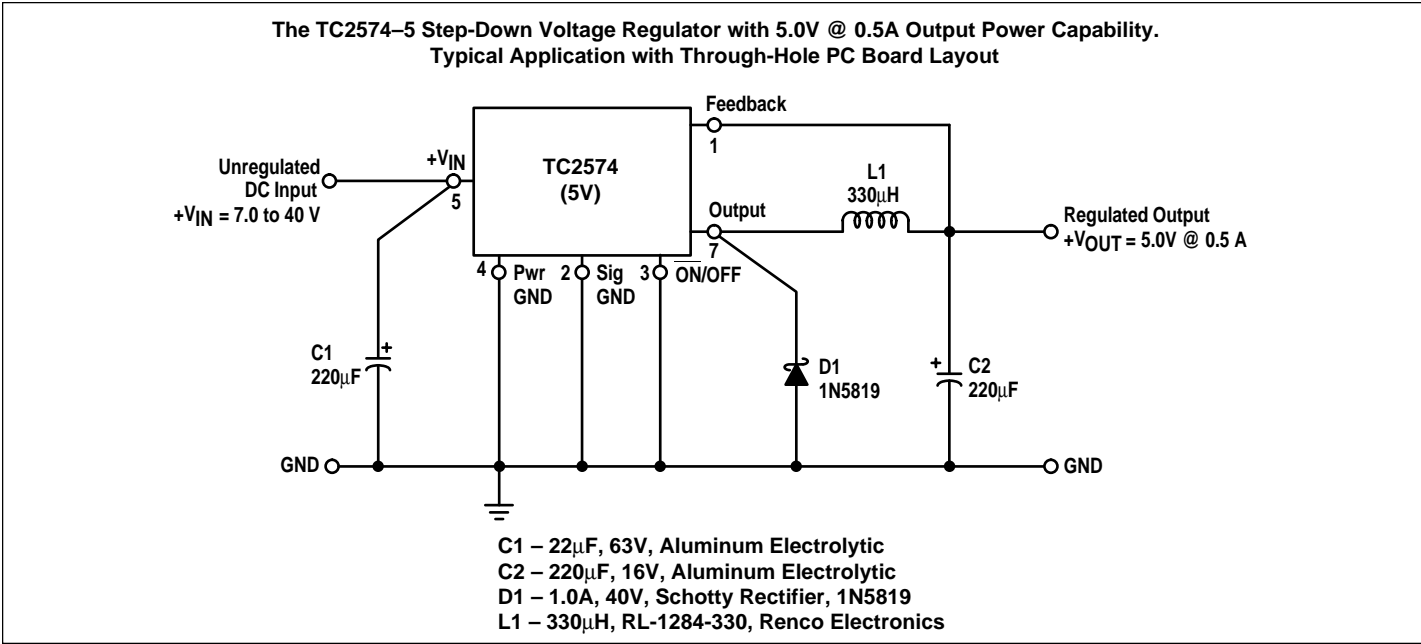 The TC2574–5 Step-Down Voltage Regulator with 5.0V @ 0.5A Output Power Capability.
Typical Application with Through-Hole PC Board Layout
Feedback
1
Unregulated
DC Input
+VIN = 7.0 to 40 V
+VIN
5
TC2574
(5V)
L1
330µH
Output
7
Regulated Output
+VOUT = 5.0V @ 0.5 A
4 Pwr
GND
2 Sig
GND
3 ON/OFF
C1
220µF
+
D1
1N5819
+
C2
220µF
GND
GND
C1 – 22µF, 63V, Aluminum Electrolytic
C2 – 220µF, 16V, Aluminum Electrolytic
D1 – 1.0A, 40V, Schotty Rectifier, 1N5819
L1 – 330µH, RL-1284-330, Renco Electronics